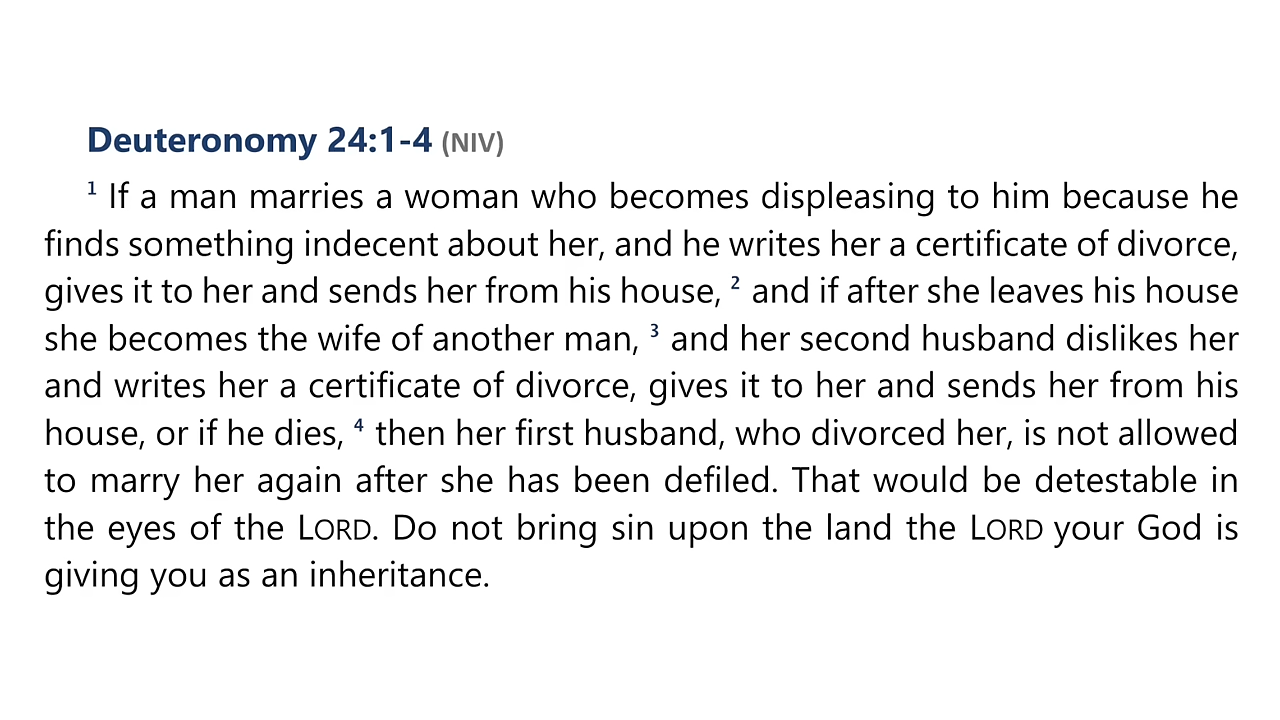 Deuteronomy 24:1-4 (NIV)
1 If a man marries a woman who becomes displeasing to him because he
finds something indecent about her, and he writes her a certificate of divorce,
gives it to her and sends her from his house, 2 and if after she leaves his house
she becomes the wife of another man, 3 and her second husband dislikes her
and writes her a certificate of divorce, gives it to her and sends her from his
house, or if he dies, 4 then her first husband, who divorced her, is not allowed
to marry her again after she has been defiled. That would be detestable in
the eyes of the LORD. Do not bring sin upon the land the LORD your God is
giving you as an inheritance.